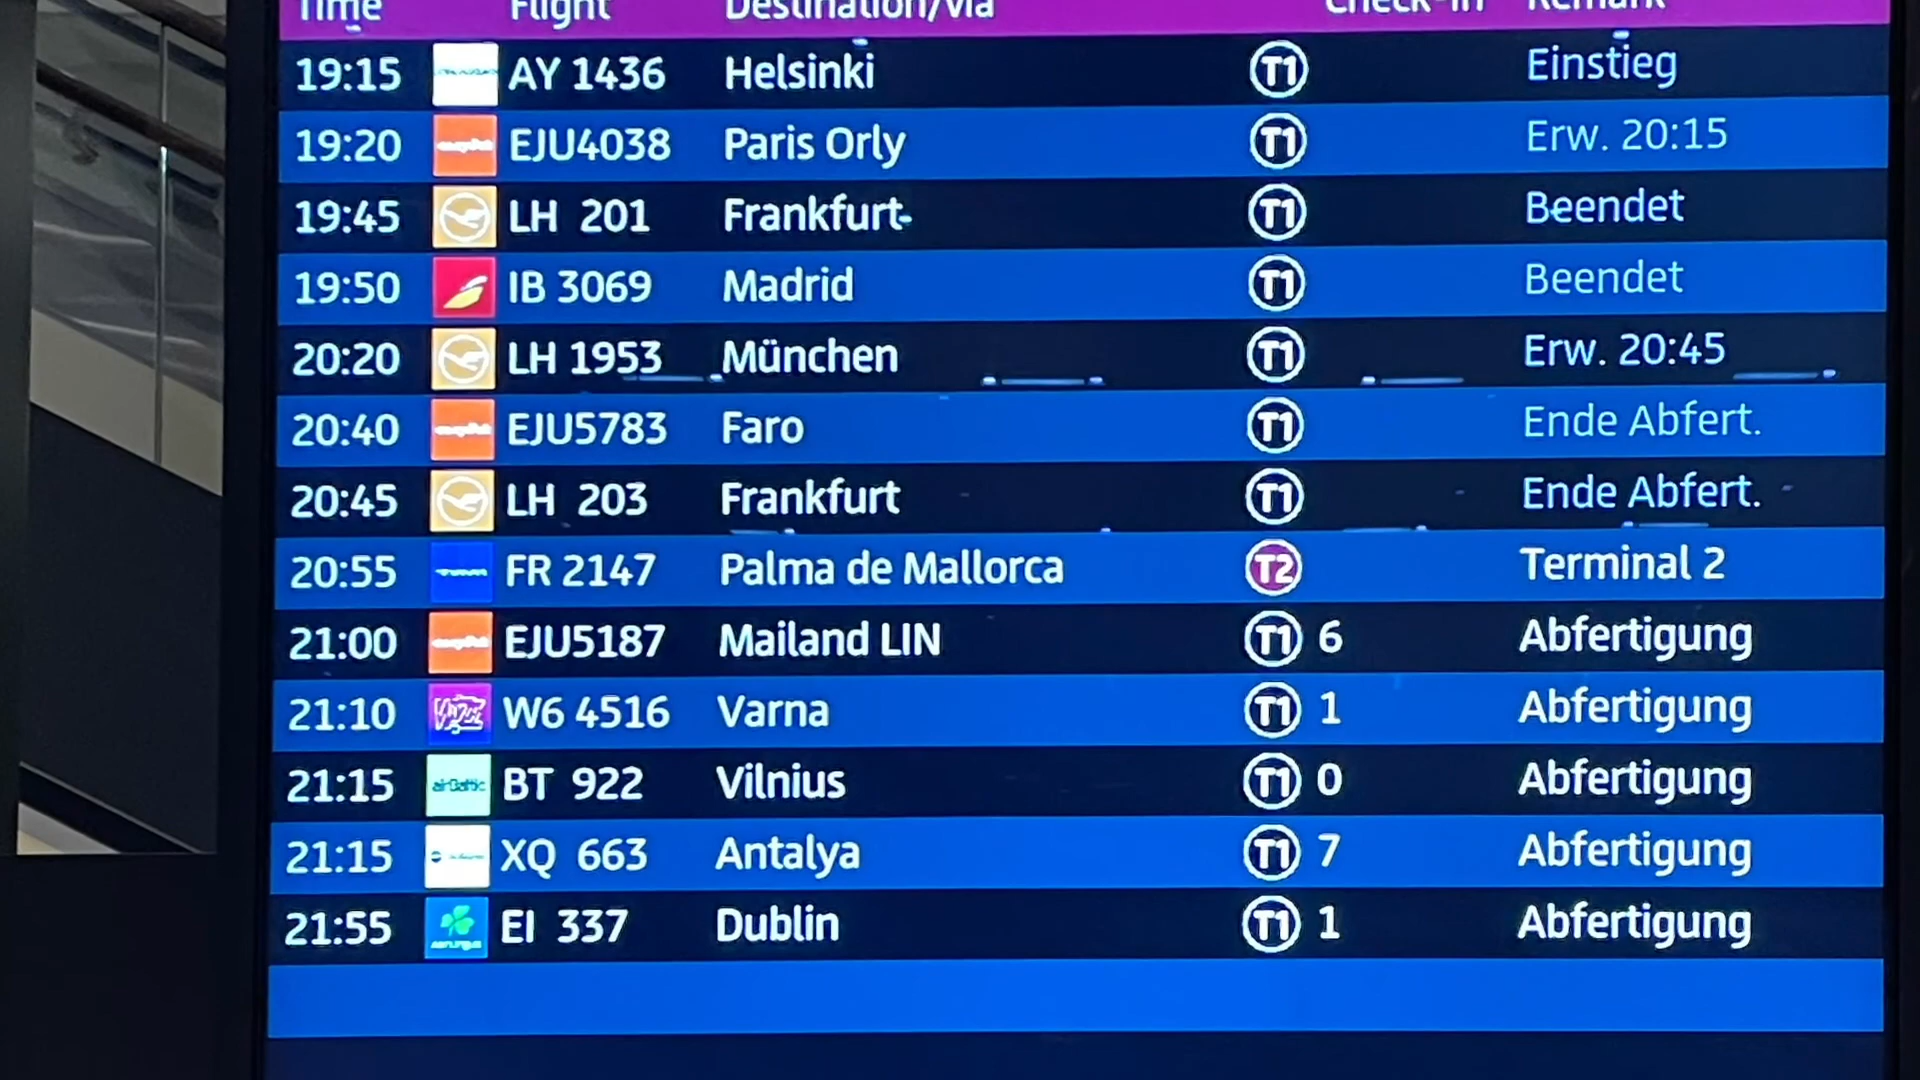 Time Flight Destination/via Check-in Remark
19:15 AY 1436 Helsinki T1 Einstieg
19:20 EJU4038 Paris Orly T1 Erw. 20:15
19:45 LH 201 Frankfurt T1 Beendet
19:50 IB 3069 Madrid T1 Beendet
20:20 LH 1953 München T1 Erw. 20:45
20:40 EJU5783 Faro T1 Ende Abfert.
20:45 LH 203 Frankfurt T1 Ende Abfert.
20:55 FR 2147 Palma de Mallorca T2 Terminal 2
21:00 EJU5187 Mailand LIN T1 6 Abfertigung
21:10 W6 4516 Varna T1 1 Abfertigung
21:15 airBaltic BT 922 Vilnius T1 0 Abfertigung
21:15 XQ 663 Antalya T1 7 Abfertigung
21:55 EI 337 Dublin T1 1 Abfertigung